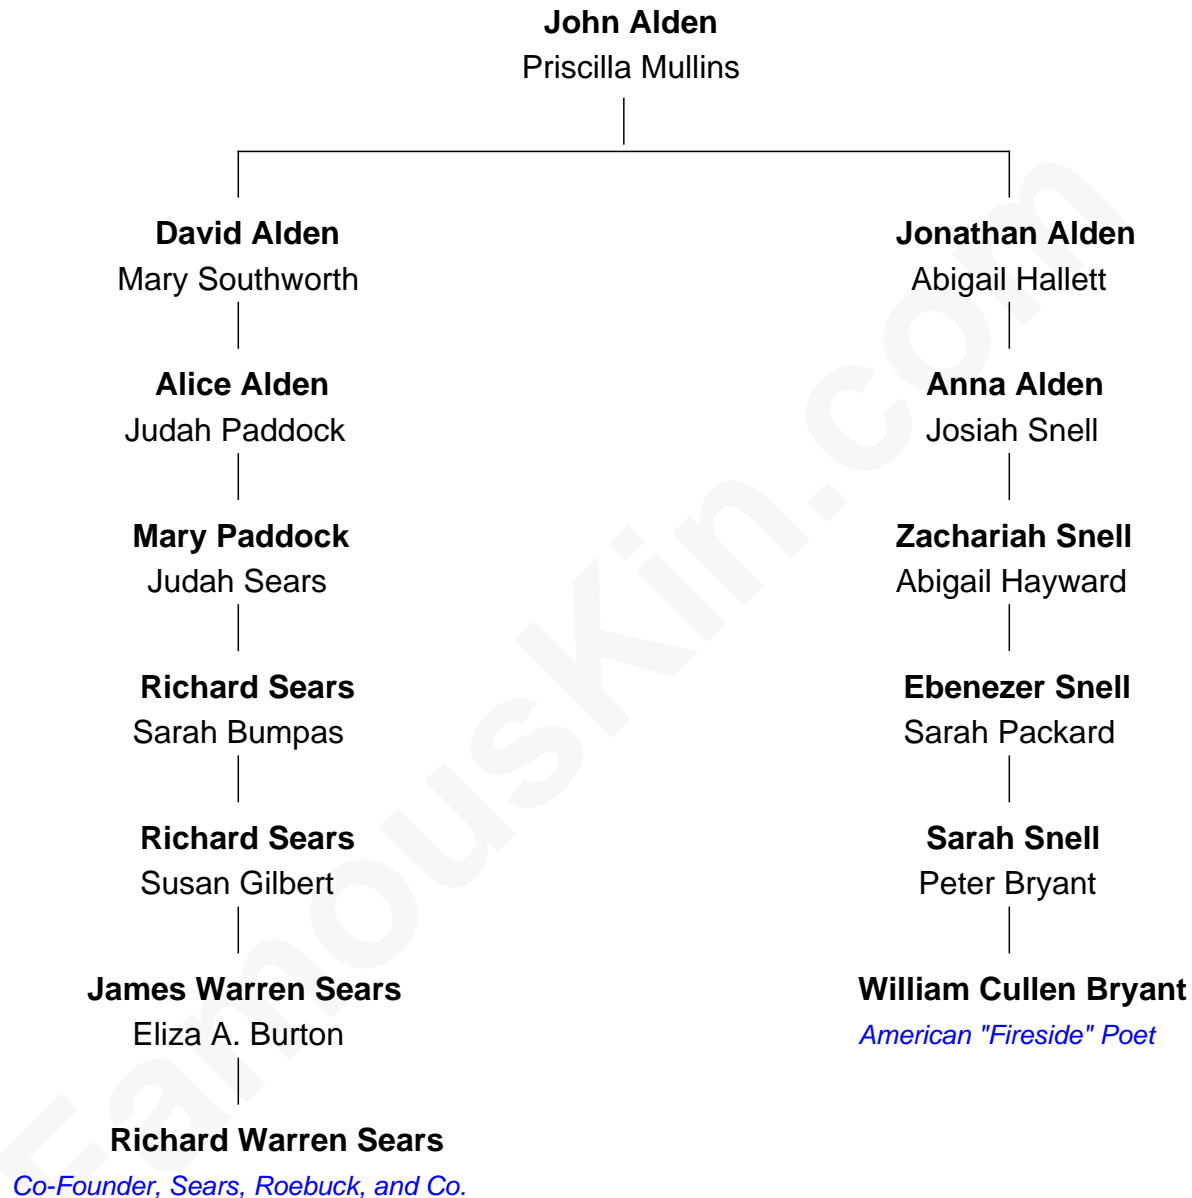 John Alden
Priscilla Mullins
David Alden
Mary Southworth
Alice Alden
Judah Paddock
Mary Paddock
Judah Sears
Richard Sears
Sarah Bumpas
Richard Sears
Susan Gilbert
James Warren Sears
Eliza A. Burton
Richard Warren Sears
Co-Founder, Sears, Roebuck, and Co.
Jonathan Alden
Abigail Hallett
Anna Alden
Josiah Snell
Zachariah Snell
Abigail Hayward
Ebenezer Snell
Sarah Packard
Sarah Snell
Peter Bryant
William Cullen Bryant
American "Fireside" Poet
FamousKin.com